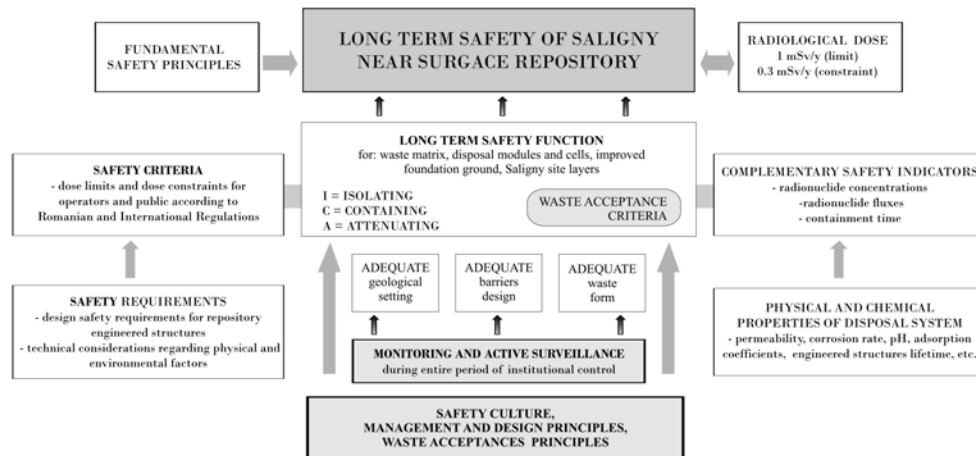 FUNDAMENTAL
SAFETY PRINCIPLES
LONG TERM SAFETY OF SALIGNY
NEAR SURGACE REPOSITORY
RADIOLOGICAL DOSE
1 mSv/y (limit)
0.3 mSv/y (constraint)
SAFETY CRITERIA
- dose limits and dose constraints for
operators and public according to
Romanian and International Regulations
LONG TERM SAFETY FUNCTION
for: waste matrix, disposal modules and cells, improved
foundation ground, Saligny site layers
I = ISOLATING
C = CONTAINING
A = ATTENUATING
WASTE ACCEPTANCE
CRITERIA
COMPLEMENTARY SAFETY INDICATORS
- radionuclide concentrations
-radionuclide fluxes
- containment time
SAFETY REQUIREMENTS
- design safety requirements for repository
engineered structures
- technical considerations regarding physical and
environmental factors
ADEQUATE
geological
setting
ADEQUATE
barriers
design
ADEQUATE
waste
form
PHYSICAL AND CHEMICAL
PROPERTIES OF DISPOSAL SYSTEM
- permeability, corrosion rate, pH, adsorption
coefficients, engineered structures lifetime, etc.
MONITORING AND ACTIVE SURVEILLANCE
during entire period of institutional control
SAFETY CULTURE,
MANAGEMENT AND DESIGN PRINCIPLES,
WASTE ACCEPTANCES PRINCIPLES